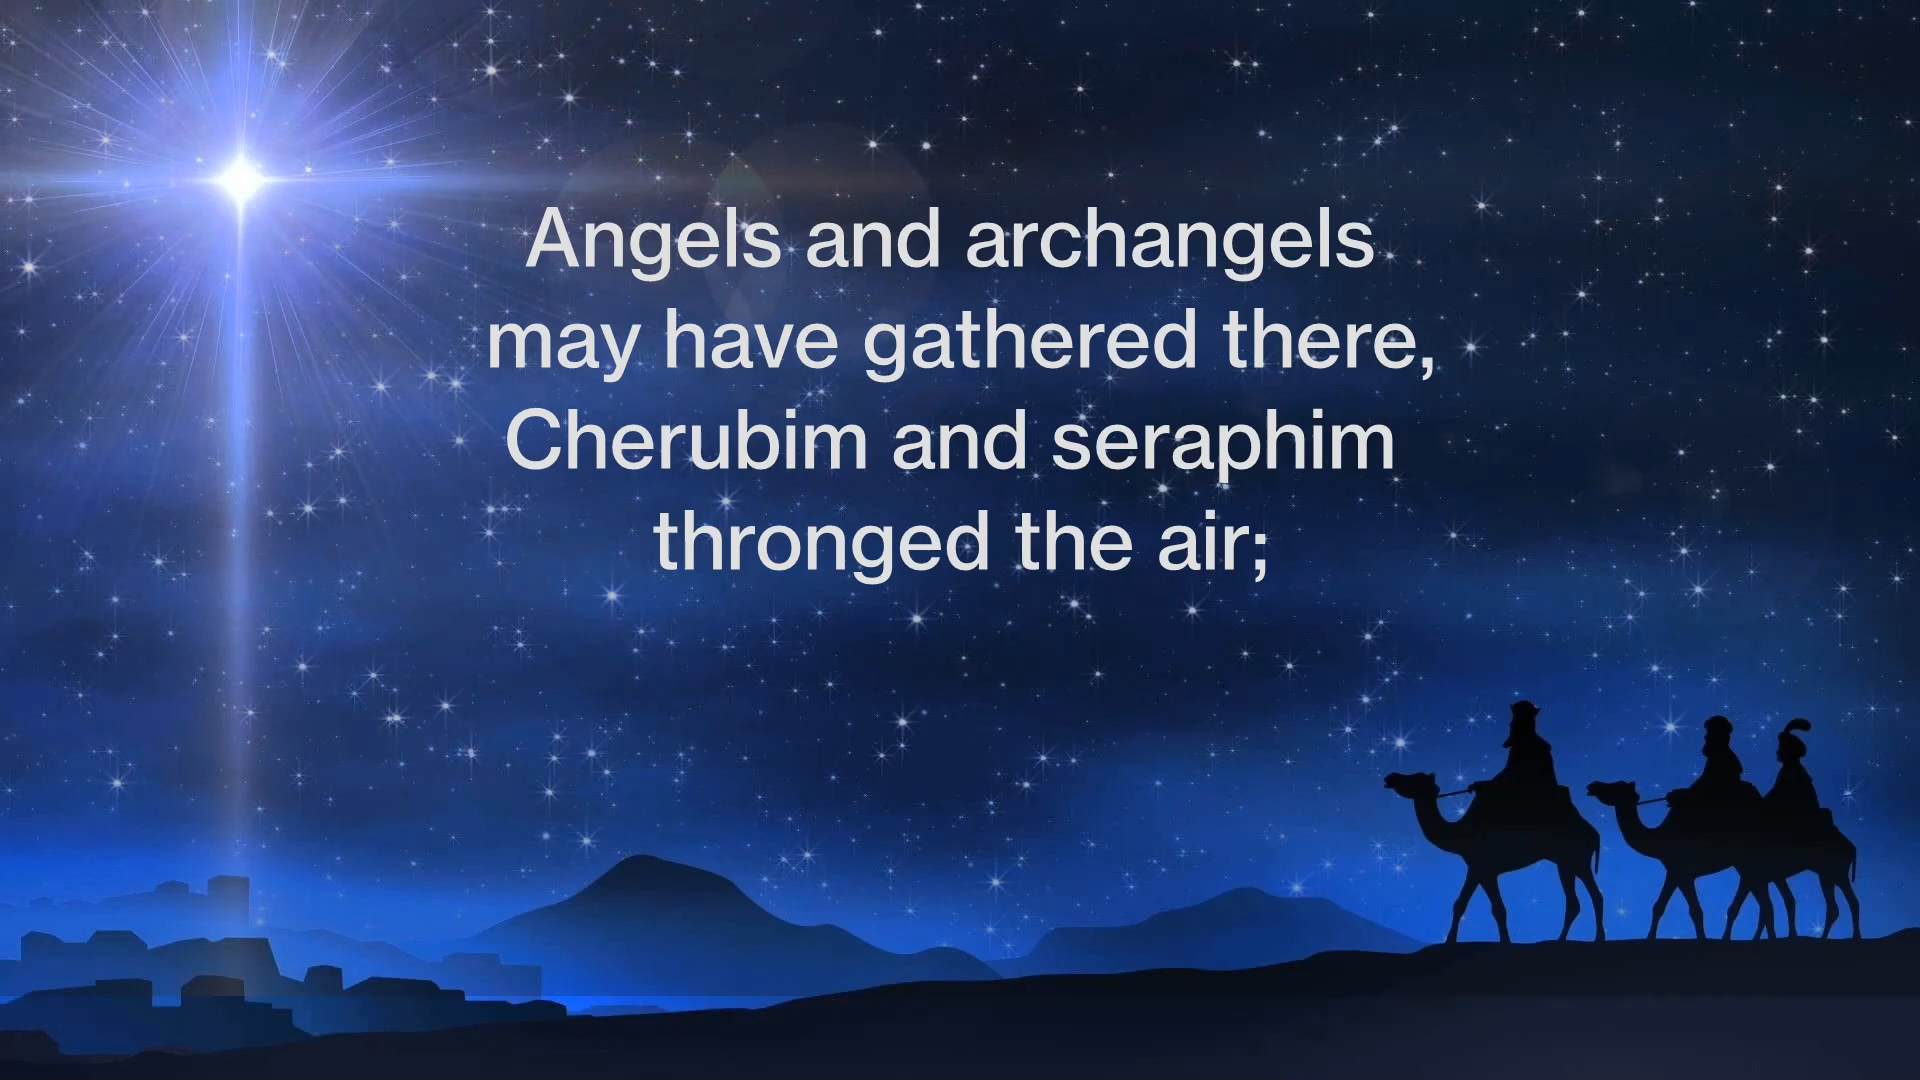 Angels and archangels
may have gathered there,
Cherubim and seraphim
thronged the air;